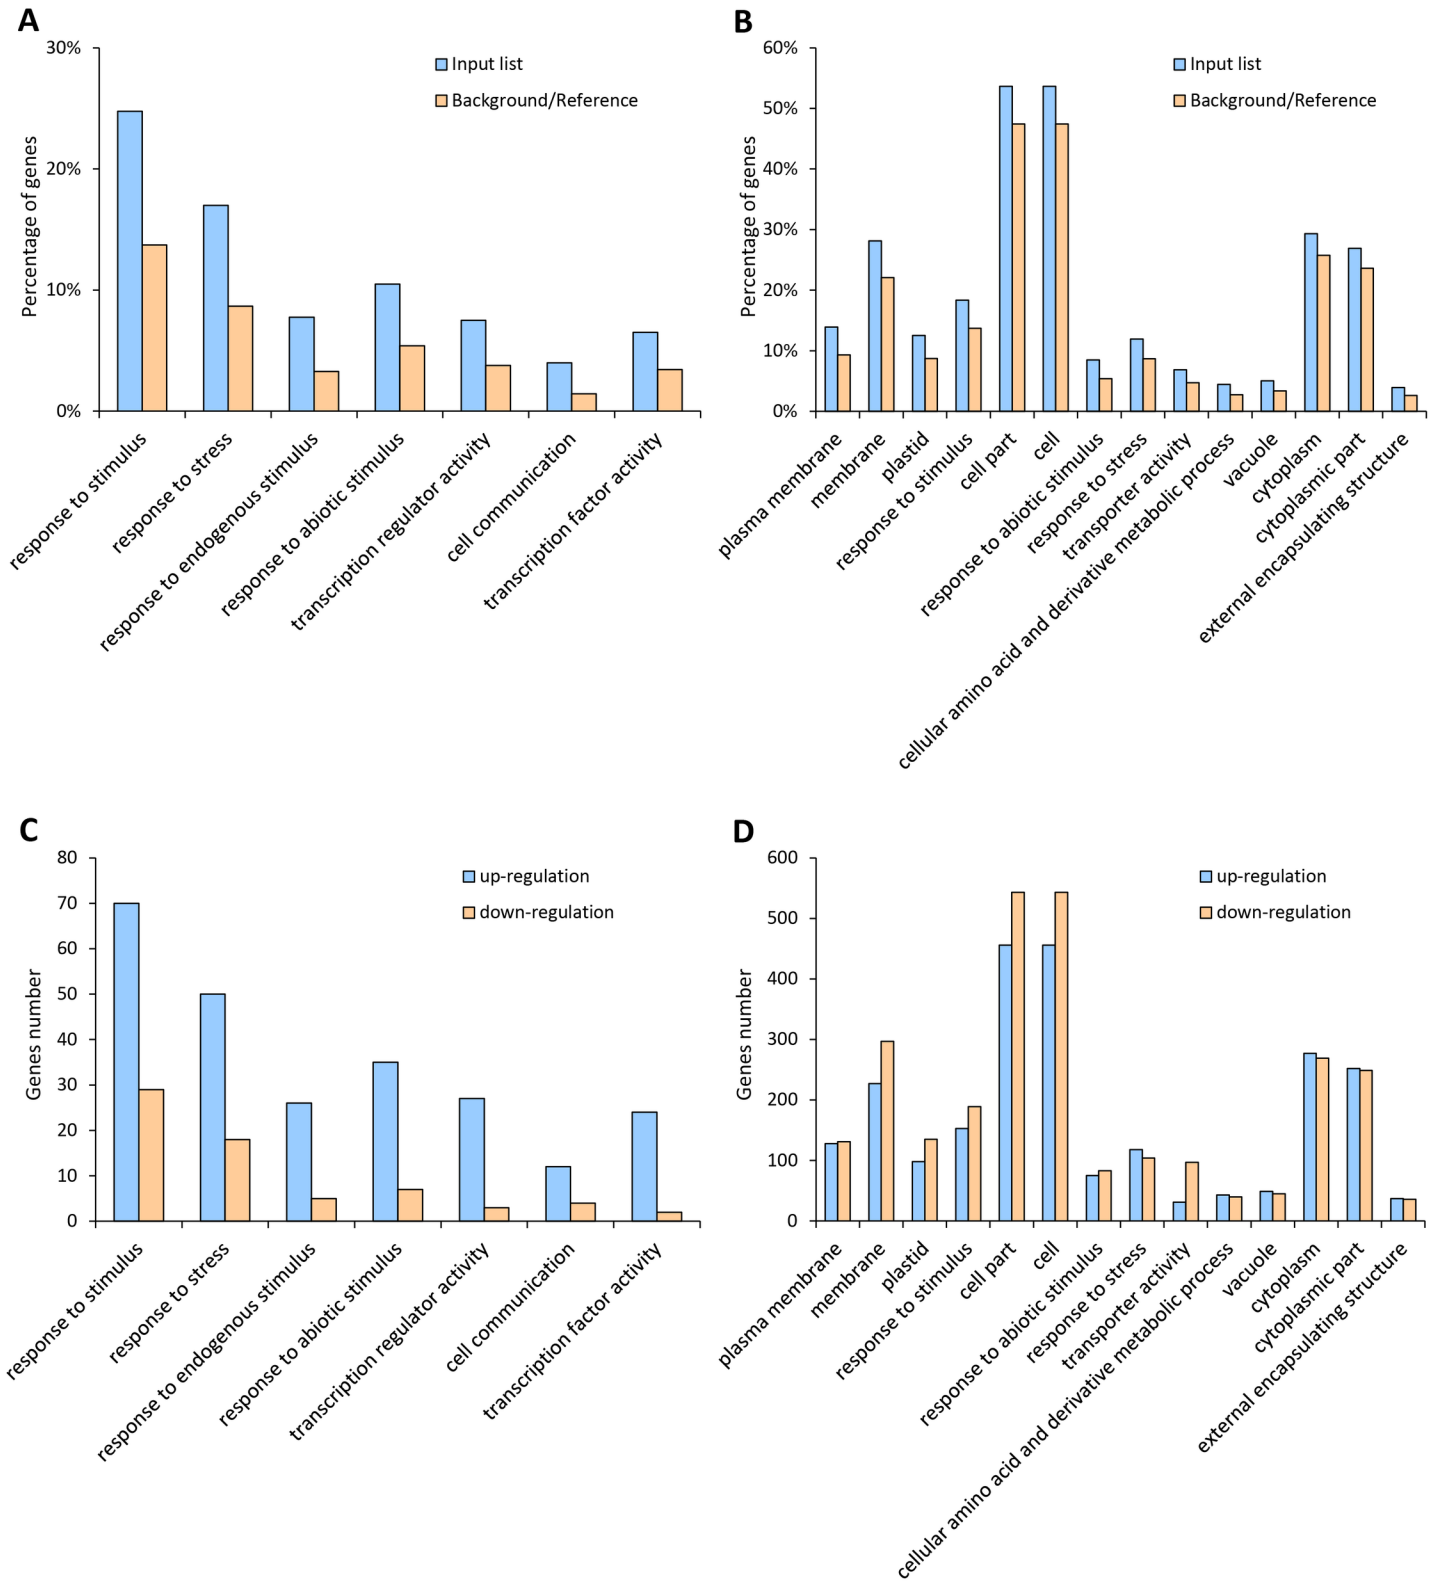 A
30%
20%
10%
0%
Percentage of genes
Input list
Background/Reference
response to stimulus
response to stress
response to endogenous stimulus
response to abiotic stimulus
transcription regulator activity
cell communication
transcription factor activity
B
60%
50%
40%
30%
20%
10%
0%
Percentage of genes
Input list
Background/Reference
plasma membrane
membrane
plastid
response to stimulus
cell part
cell
response to abiotic stimulus
response to stress
transporter activity
cellular amino acid and derivative metabolic process
vacuole
cytoplasm
cytoplasmic part
external encapsulating structure
C
80
70
60
50
40
30
20
10
0
Genes number
up-regulation
down-regulation
response to stimulus
response to stress
response to endogenous stimulus
response to abiotic stimulus
transcription regulator activity
cell communication
transcription factor activity
D
600
500
400
300
200
100
0
Genes number
up-regulation
down-regulation
plasma membrane
membrane
plastid
response to stimulus
cell part
cell
response to abiotic stimulus
response to stress
transporter activity
cellular amino acid and derivative metabolic process
vacuole
cytoplasm
cytoplasmic part
external encapsulating structure